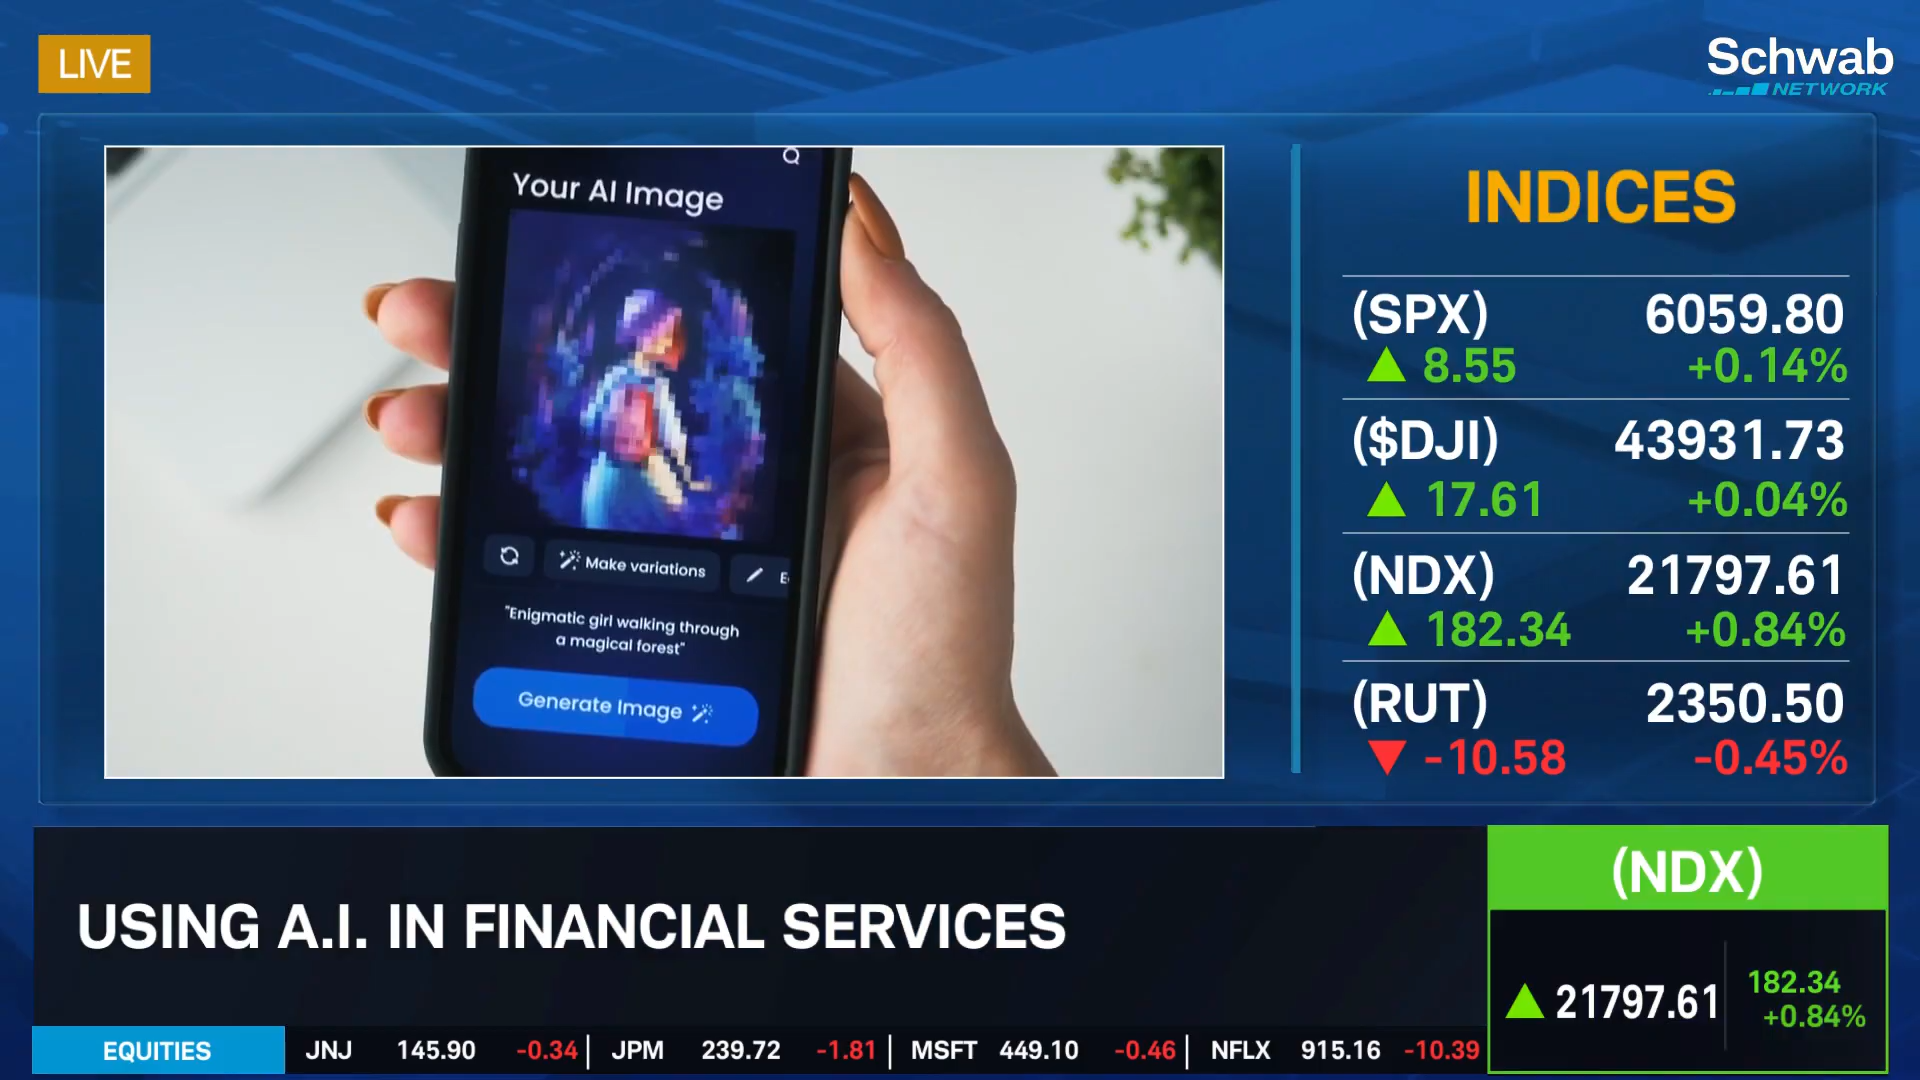 LIVE
Schwab
NETWORK
Your AI Image
Make variations
"Enigmatic girl walking through
a magical forest"
Generate Image
INDICES
(SPX) 6059.80
▲ 8.55 +0.14%
($DJI) 43931.73
▲ 17.61 +0.04%
(NDX) 21797.61
▲ 182.34 +0.84%
(RUT) 2350.50
▼ -10.58 -0.45%
USING A.I. IN FINANCIAL SERVICES
(NDX)
▲ 21797.61
182.34
+0.84%
EQUITIES JNJ 145.90 -0.34 | JPM 239.72 -1.81 | MSFT 449.10 -0.46 | NFLX 915.16 -10.39